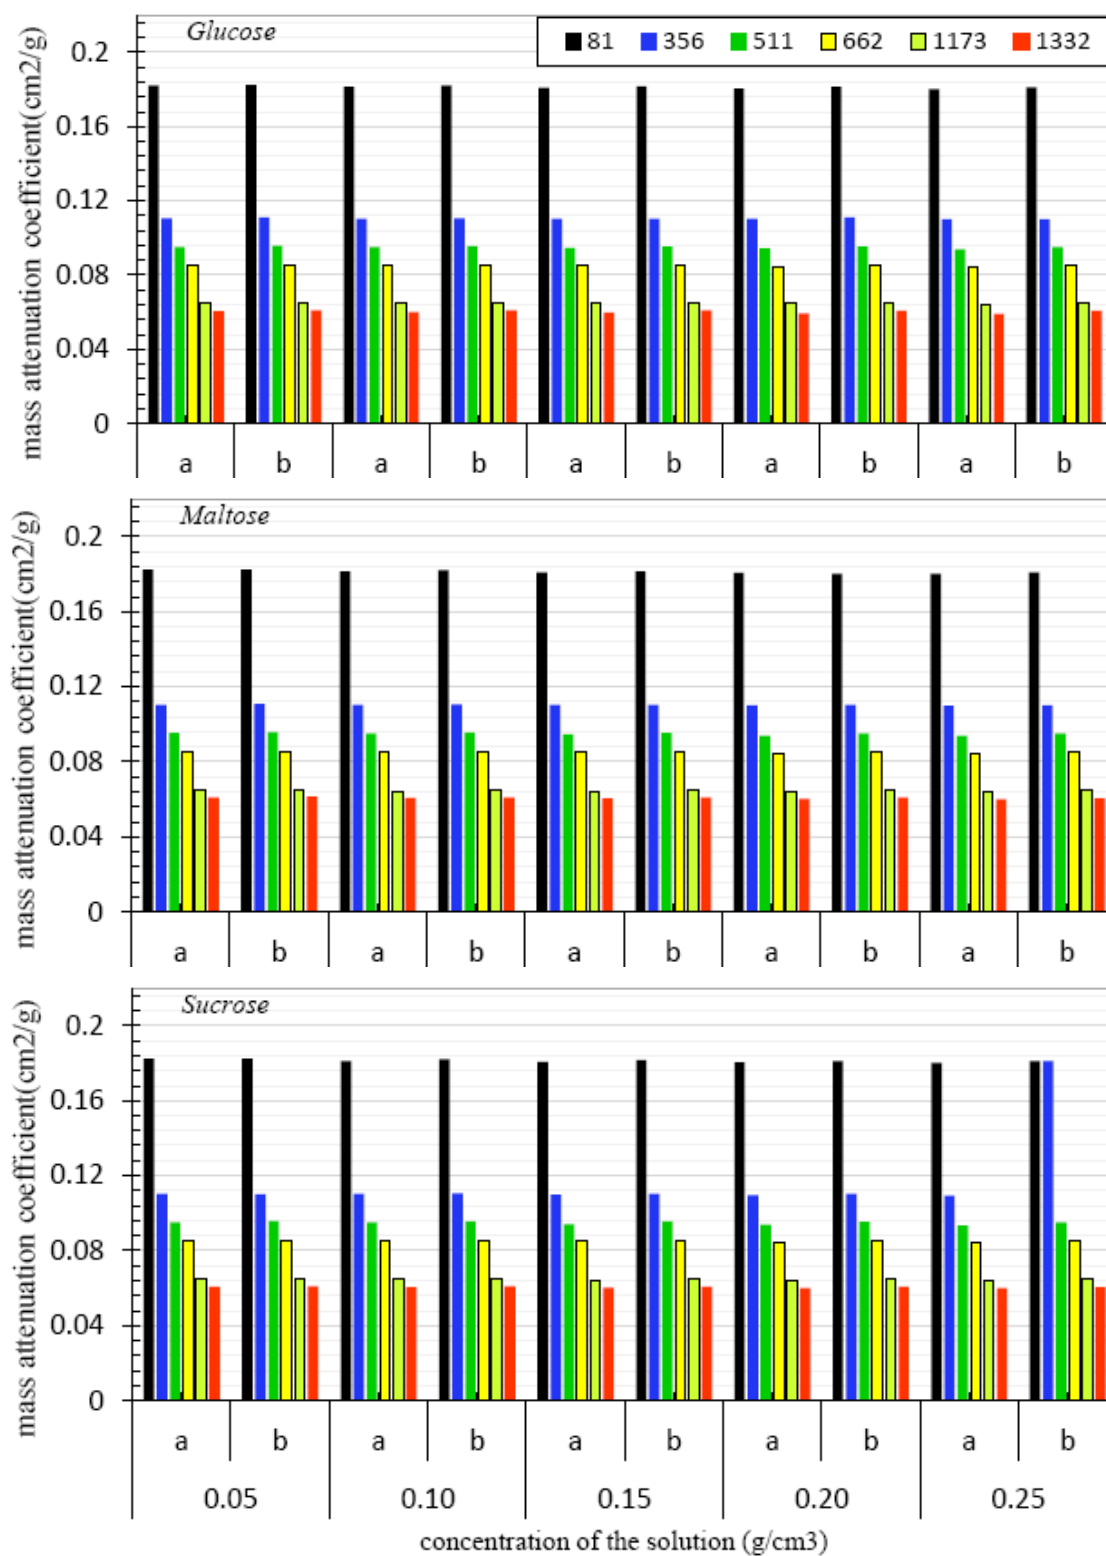 Glucose
81 356 511 662 1173 1332
mass attenuation coefficient(cm2/g)
0.2
0.16
0.12
0.08
0.04
0
a b a b a b a b a b
Maltose
mass attenuation coefficient(cm2/g)
0.2
0.16
0.12
0.08
0.04
0
a b a b a b a b a b
Sucrose
mass attenuation coefficient(cm2/g)
0.2
0.16
0.12
0.08
0.04
0
a b a b a b a b a b
0.05 0.10 0.15 0.20 0.25
concentration of the solution (g/cm3)